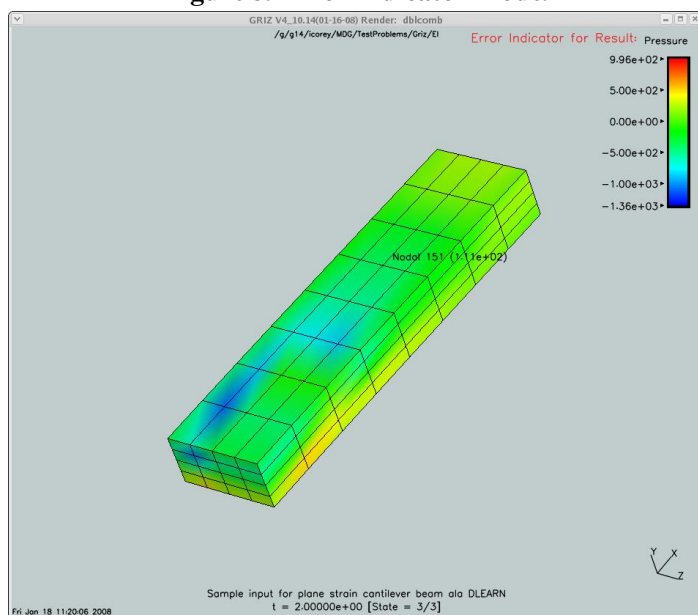 GRIZ V4_10.14(01-16-08) Render: dblcomb
/g/g14/icorey/MDG/TestProblems/Griz/EI
Error Indicator for Result: Pressure
9.96e+02
5.00e+02
0.00e+00
-5.00e+02
-1.00e+03
-1.36e+03
Nodal 151 (1.11e+02)
Y X
Z
Sample input for plane strain cantilever beam ala DLEARN
t = 2.00000e+00 [State = 3/3]
Fri Jan 18 11:20:06 2008